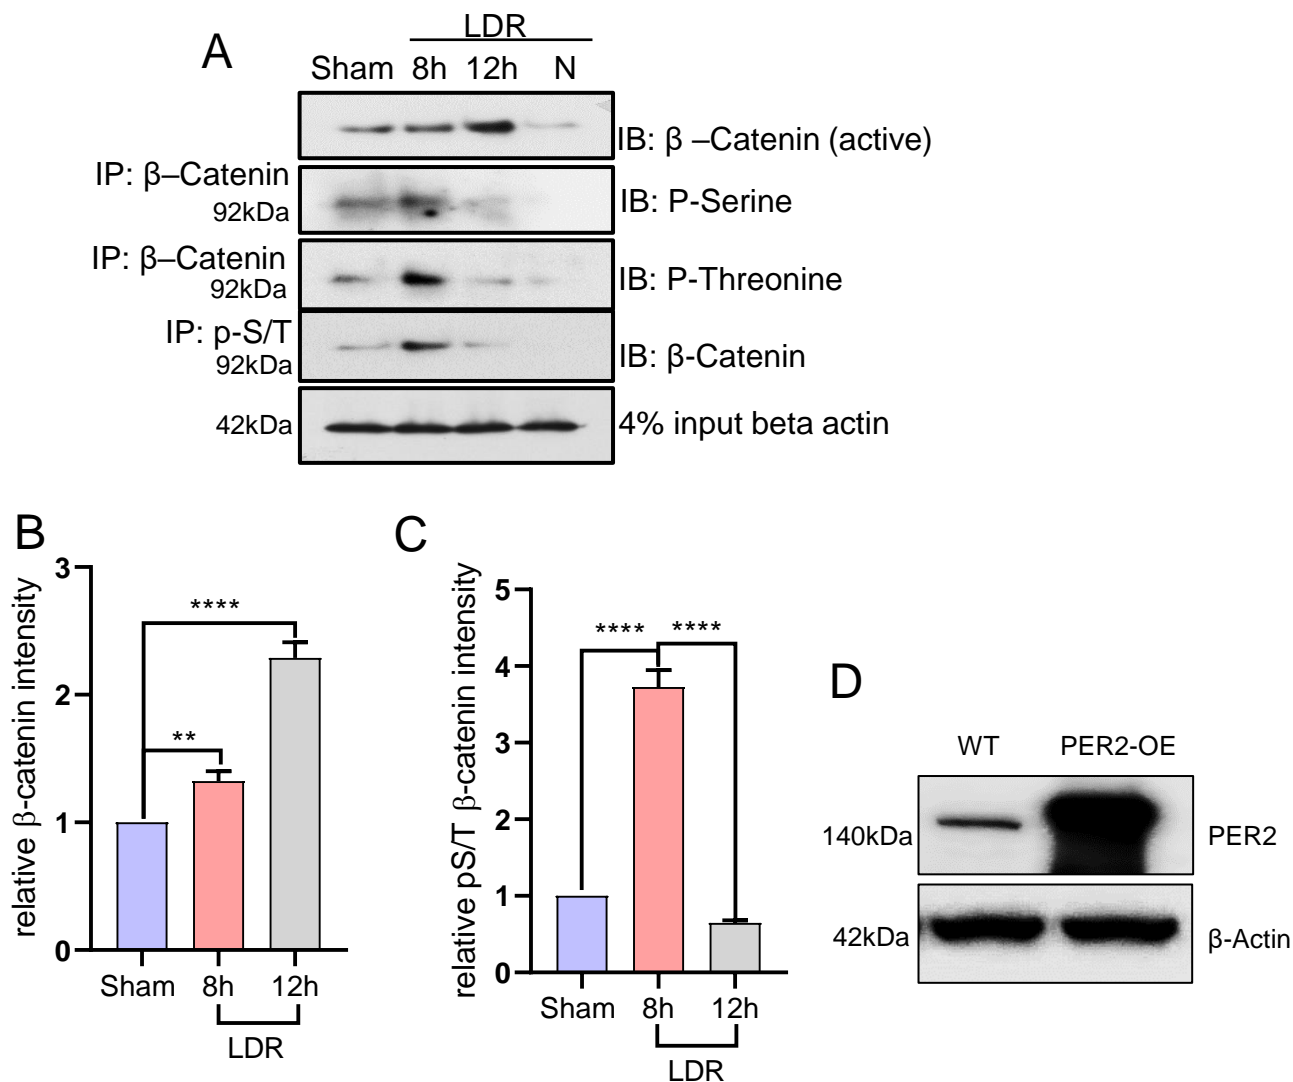 A
LDR
Sham 8h 12h N
IB: β –Catenin (active)
IP: β–Catenin
92kDa
IB: P-Serine
IP: β–Catenin
92kDa
IB: P-Threonine
IP: p-S/T
92kDa
IB: β-Catenin
42kDa
4% input beta actin
B
relative β-catenin intensity
3
2
1
0
****
**
Sham 8h 12h
LDR
C
relative pS/T β-catenin intensity
5
4
3
2
1
0
**** ****
Sham 8h 12h
LDR
D
WT PER2-OE
140kDa
PER2
42kDa
β-Actin